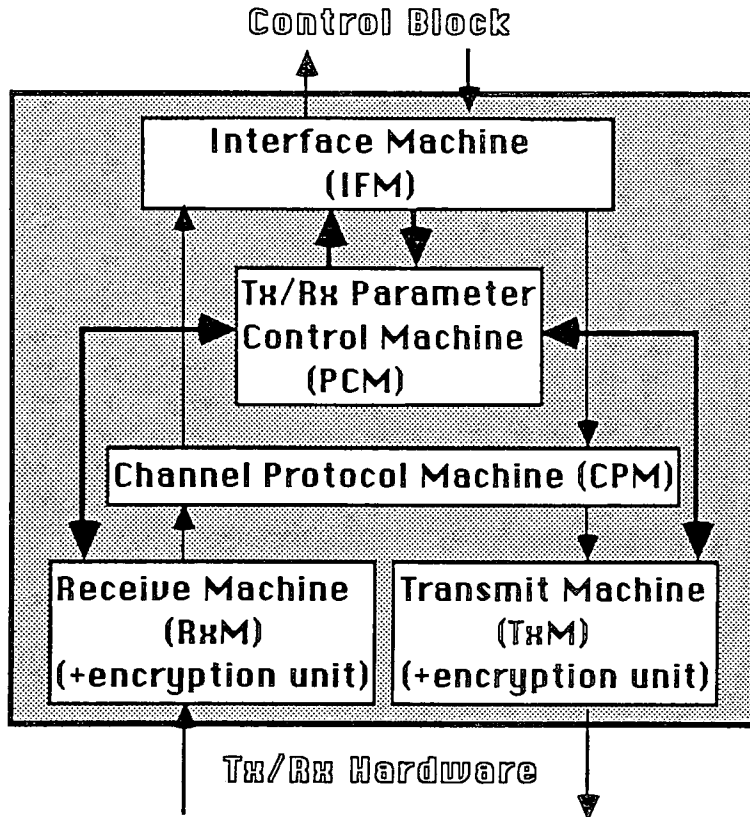 Control Block
Interface Machine
(IFM)
Tx/Rx Parameter
Control Machine
(PCM)
Channel Protocol Machine (CPM)
Receive Machine
(RxM)
(+encryption unit)
Transmit Machine
(TxM)
(+encryption unit)
Tx/Rx Hardware